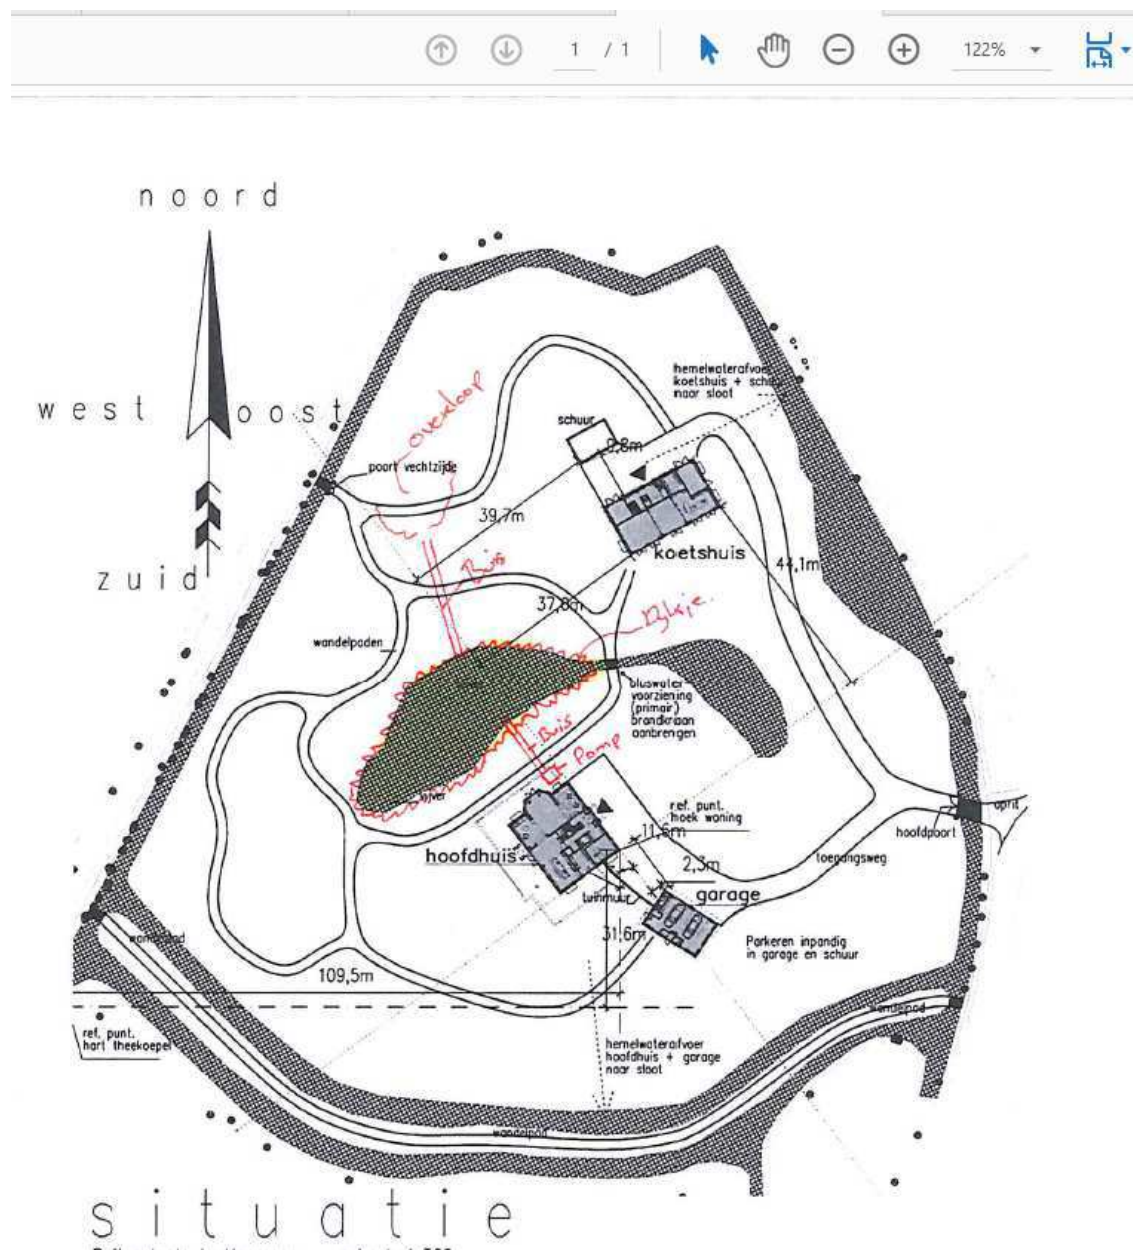 1 / 1
122%
noord
west
oost
zuid
overloop
poort vechtzijde
hemelwaterafvoer
koetshuis + schuur
naar sloot
schuur
9,8m
39,7m
Buis
koetshuis
44,1m
37,8m
wandelpaden
bluswater
voorziening
(primair)
brandkraan
aanbrengen
Buis
Pomp
vijver
ref. punt.
hoek woning
11,6m
hoofdpoort
oprit
hoofdhuis
2,3m
toegangsweg
tuinmuur
garage
31,6m
Parkeren inpandig
in garage en schuur
wandelpad
109,5m
wandelpad
ref. punt.
hart theekoepel
hemelwaterafvoer
hoofdhuis + garage
naar sloot
wandelpad
situatie